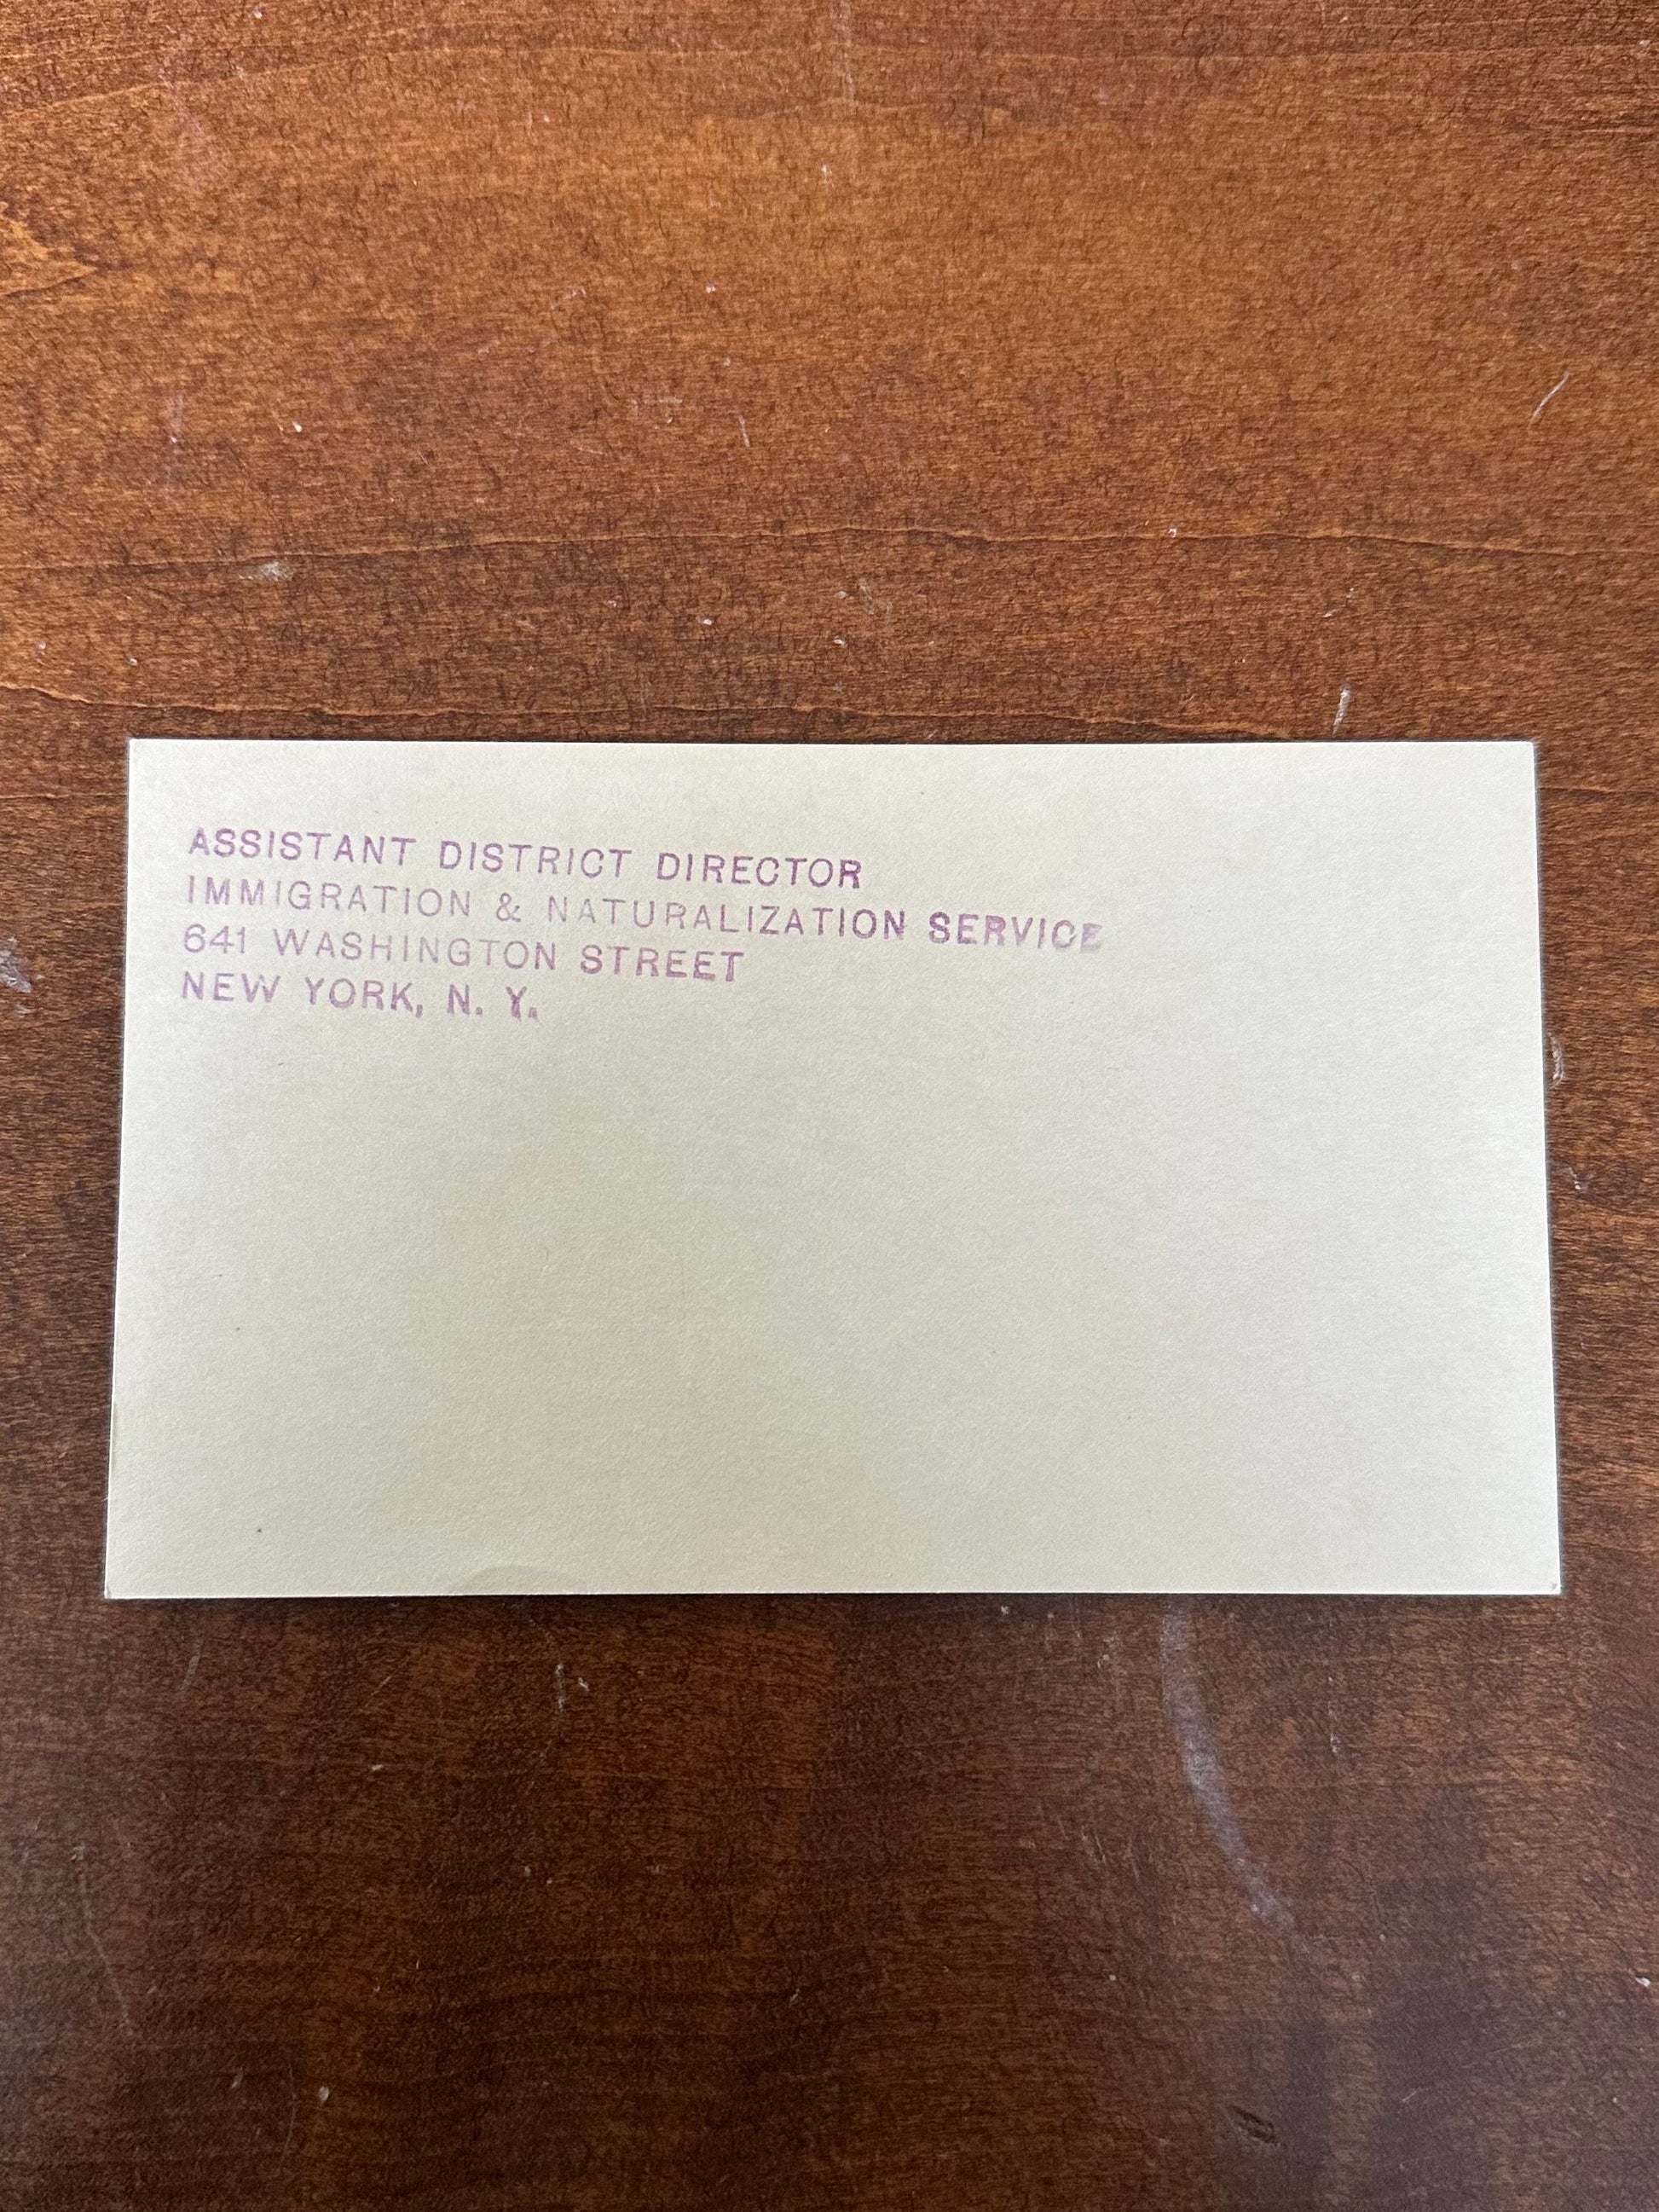 ASSISTANT DISTRICT DIRECTOR
IMMIGRATION & NATURALIZATION SERVICE
641 WASHINGTON STREET
NEW YORK, N. Y.